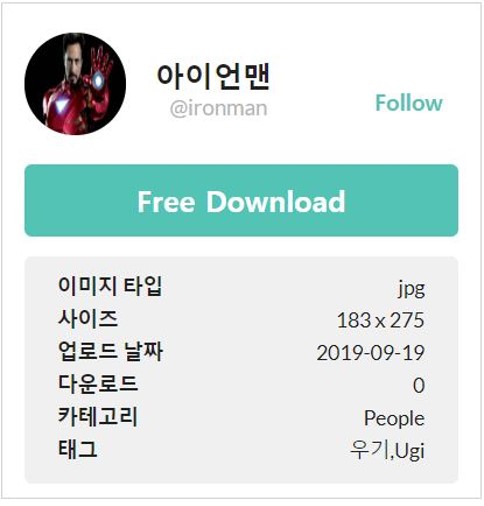 아이언맨
@ironman
Follow
Free Download
이미지 타입 jpg
사이즈 183 x 275
업로드 날짜 2019-09-19
다운로드 0
카테고리 People
태그 우기,Ugi